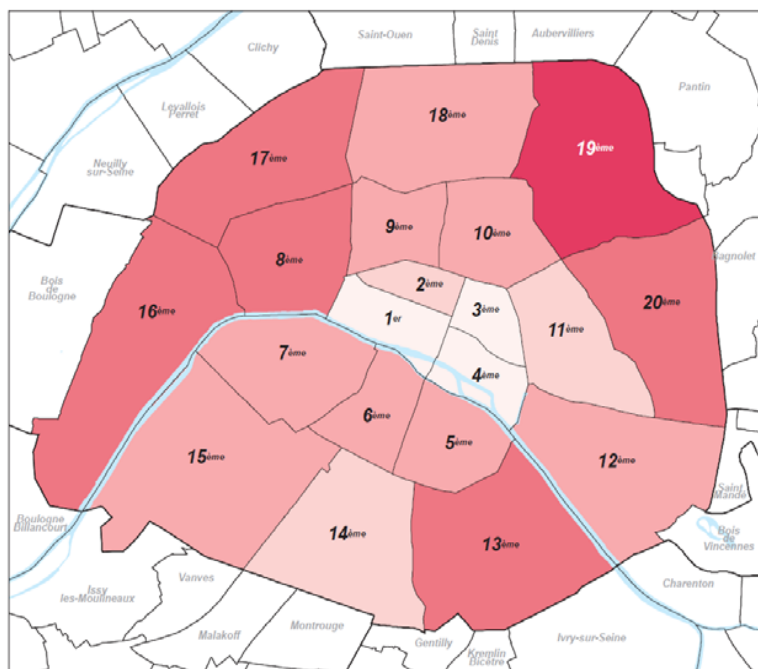 Clichy
Saint-Ouen
Saint
Denis
Aubervilliers
Pantin
Levallois
Perret
Neuilly
sur-Seine
18ème
19ème
17ème
9ème
10ème
8ème
Bois
de
Boulogne
2ème
3ème
1er
16ème
20ème
11ème
7ème
4ème
6ème
5ème
15ème
12ème
14ème
13ème
Saint
Mandé
Bois
de
Vincennes
Boulogne
Billancourt
Issy
les-Moulineaux
Vanves
Malakoff
Montrouge
Gentilly
Kremlin
Bicêtre
Ivry-sur-Seine
Charenton